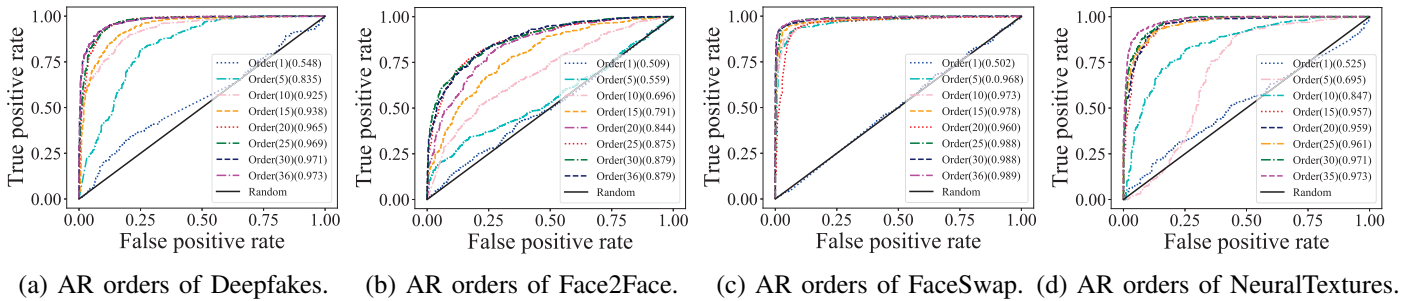 True positive rate
1.00
0.75
0.50
0.25
0.00
Order(1)(0.548)
Order(5)(0.835)
Order(10)(0.925)
Order(15)(0.938)
Order(20)(0.965)
Order(25)(0.969)
Order(30)(0.971)
Order(36)(0.973)
Random
0.00 0.25 0.50 0.75 1.00
False positive rate
(a) AR orders of Deepfakes.
True positive rate
1.00
0.75
0.50
0.25
0.00
Order(1)(0.509)
Order(5)(0.559)
Order(10)(0.696)
Order(15)(0.791)
Order(20)(0.844)
Order(25)(0.875)
Order(30)(0.879)
Order(36)(0.879)
Random
0.00 0.25 0.50 0.75 1.00
False positive rate
(b) AR orders of Face2Face.
True positive rate
1.00
0.75
0.50
0.25
0.00
Order(1)(0.502)
Order(5)(0.968)
Order(10)(0.973)
Order(15)(0.978)
Order(20)(0.960)
Order(25)(0.988)
Order(30)(0.988)
Order(36)(0.989)
Random
0.00 0.25 0.50 0.75 1.00
False positive rate
(c) AR orders of FaceSwap.
True positive rate
1.00
0.75
0.50
0.25
0.00
Order(1)(0.525)
Order(5)(0.695)
Order(10)(0.847)
Order(15)(0.957)
Order(20)(0.959)
Order(25)(0.961)
Order(30)(0.971)
Order(35)(0.973)
Random
0.00 0.25 0.50 0.75 1.00
False positive rate
(d) AR orders of NeuralTextures.